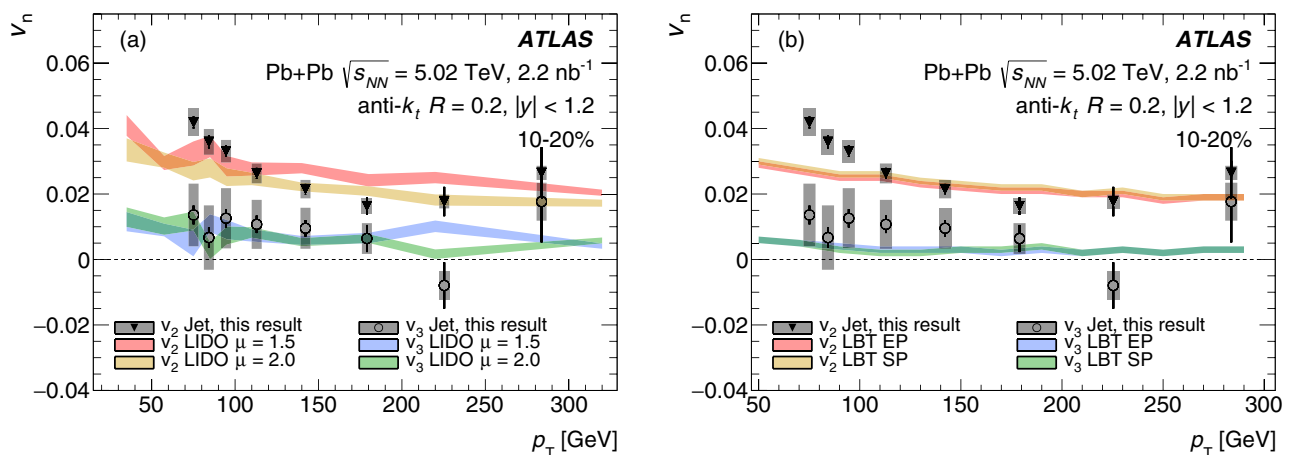 v_n
(a)
ATLAS
Pb+Pb √s_NN = 5.02 TeV, 2.2 nb⁻¹
anti-k_t R = 0.2, |y| < 1.2
10-20%
0.06
0.04
0.02
0
−0.02
−0.04
v₂ Jet, this result
v₂ LIDO μ = 1.5
v₂ LIDO μ = 2.0
v₃ Jet, this result
v₃ LIDO μ = 1.5
v₃ LIDO μ = 2.0
50 100 150 200 250 300
p_T [GeV]
v_n
(b)
ATLAS
Pb+Pb √s_NN = 5.02 TeV, 2.2 nb⁻¹
anti-k_t R = 0.2, |y| < 1.2
10-20%
0.06
0.04
0.02
0
−0.02
−0.04
v₂ Jet, this result
v₂ LBT EP
v₂ LBT SP
v₃ Jet, this result
v₃ LBT EP
v₃ LBT SP
50 100 150 200 250 300
p_T [GeV]